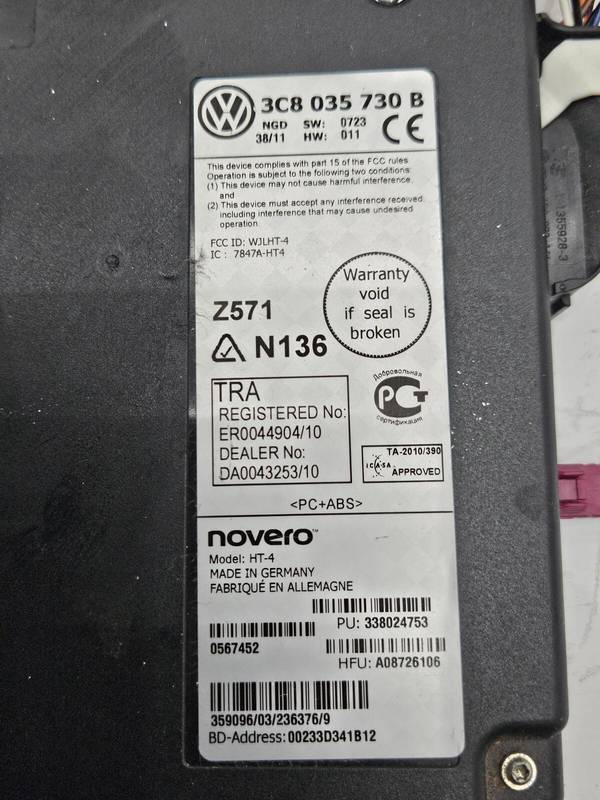 3C8 035 730 B
NGD SW: 0723
38/11 HW: 011
CE
This device complies with part 15 of the FCC rules
Operation is subject to the following two conditions:
(1) This device may not cause harmful interference,
and
(2) This device must accept any interference received
including interference that may cause undesired
operation
FCC ID: WJLHT-4
IC : 7847A-HT4
Warranty
void
if seal is
broken
Z571
N136
TRA
REGISTERED No:
ER0044904/10
DEALER No:
DA0043253/10
Добровольная
РСТ
сертификация
TA-2010/390
ICASA
APPROVED
<PC+ABS>
novero™
Model: HT-4
MADE IN GERMANY
FABRIQUÉ EN ALLEMAGNE
PU: 338024753
0567452
HFU: A08726106
359096/03/236376/9
BD-Address: 00233D341B12
355928-3